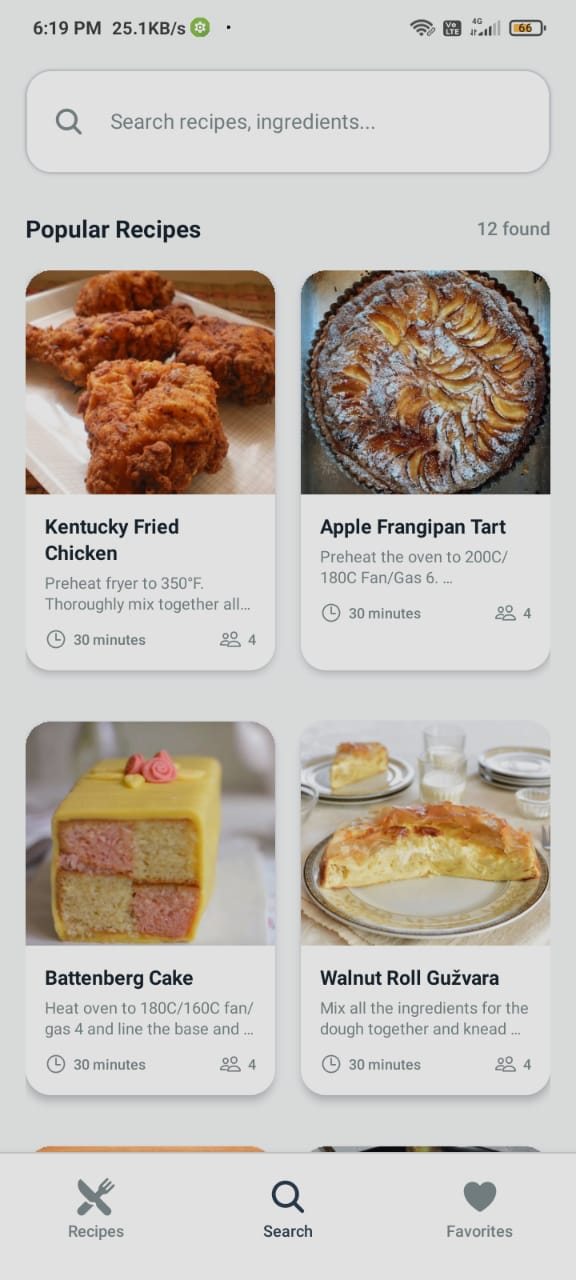 6:19 PM 25.1KB/s
Vo LTE 4G 66
Search recipes, ingredients...
Popular Recipes 12 found
Kentucky Fried
Chicken
Preheat fryer to 350°F.
Thoroughly mix together all...
30 minutes 4
Apple Frangipan Tart
Preheat the oven to 200C/
180C Fan/Gas 6. ...
30 minutes 4
Battenberg Cake
Heat oven to 180C/160C fan/
gas 4 and line the base and ...
30 minutes 4
Walnut Roll Gužvara
Mix all the ingredients for the
dough together and knead ...
30 minutes 4
Recipes Search Favorites